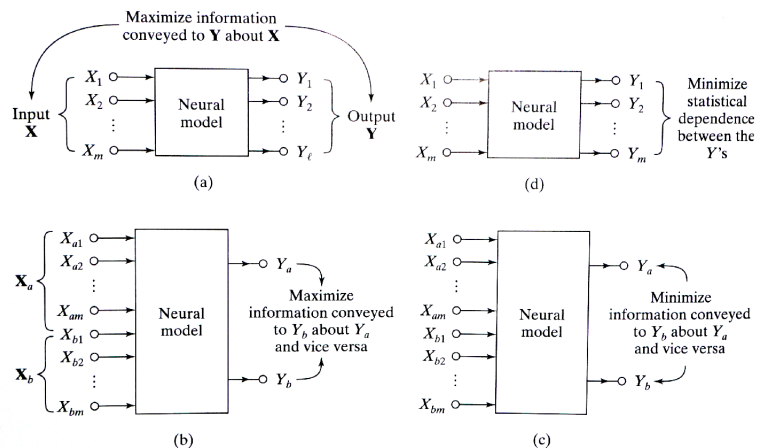 Maximize information
conveyed to Y about X
X1
X2
⋮
Xm
Input
X
Neural
model
Y1
Y2
⋮
Yℓ
Output
Y
(a)
X1
X2
⋮
Xm
Neural
model
Y1
Y2
⋮
Ym
Minimize
statistical
dependence
between the
Y's
(d)
Xa
Xb
Xa1
Xa2
⋮
Xam
Xb1
Xb2
⋮
Xbm
Neural
model
Ya
Maximize
information conveyed
to Yb about Ya
and vice versa
Yb
(b)
Xa1
Xa2
⋮
Xam
Xb1
Xb2
⋮
Xbm
Neural
model
Ya
Minimize
information conveyed
to Yb about Ya
and vice versa
Yb
(c)